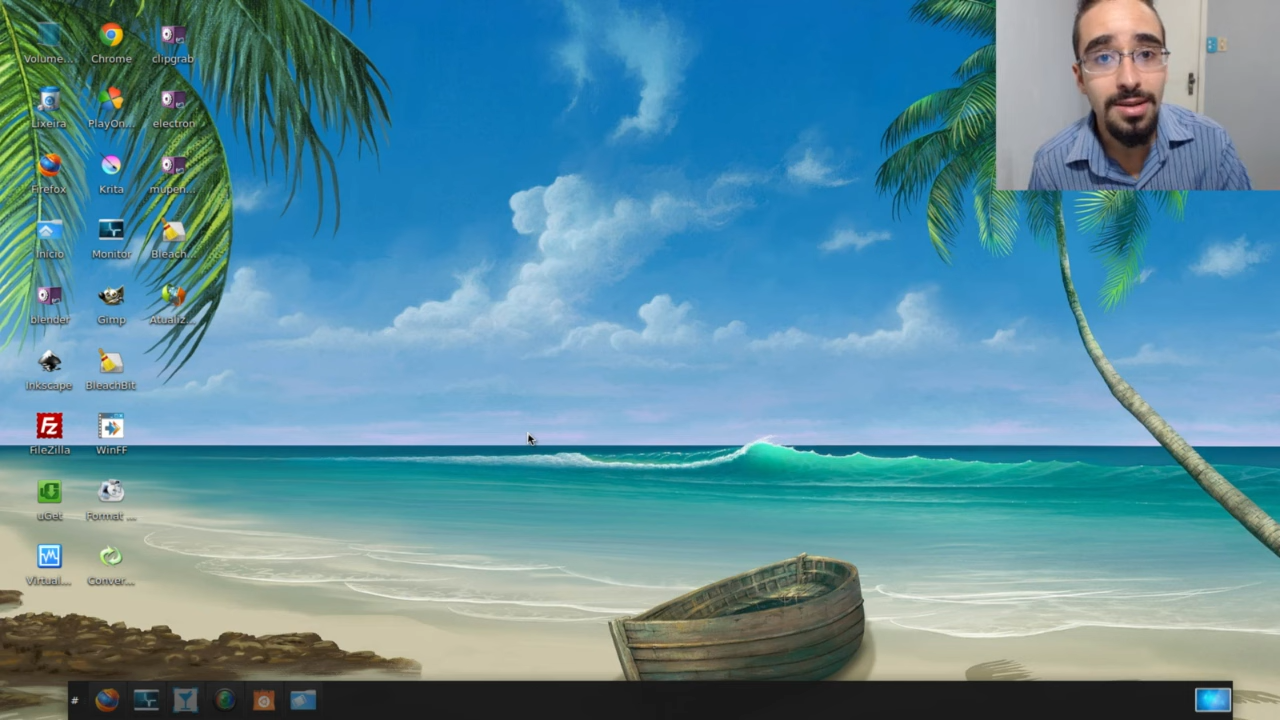 Volume... Chrome clipgrab
Lixeira PlayOn... electron
Firefox Krita mupen...
Início Monitor Bleach...
blender Gimp Atualiz...
Inkscape BleachBit
FileZilla WinFF
uGet Format ...
Virtual... Conver...
#